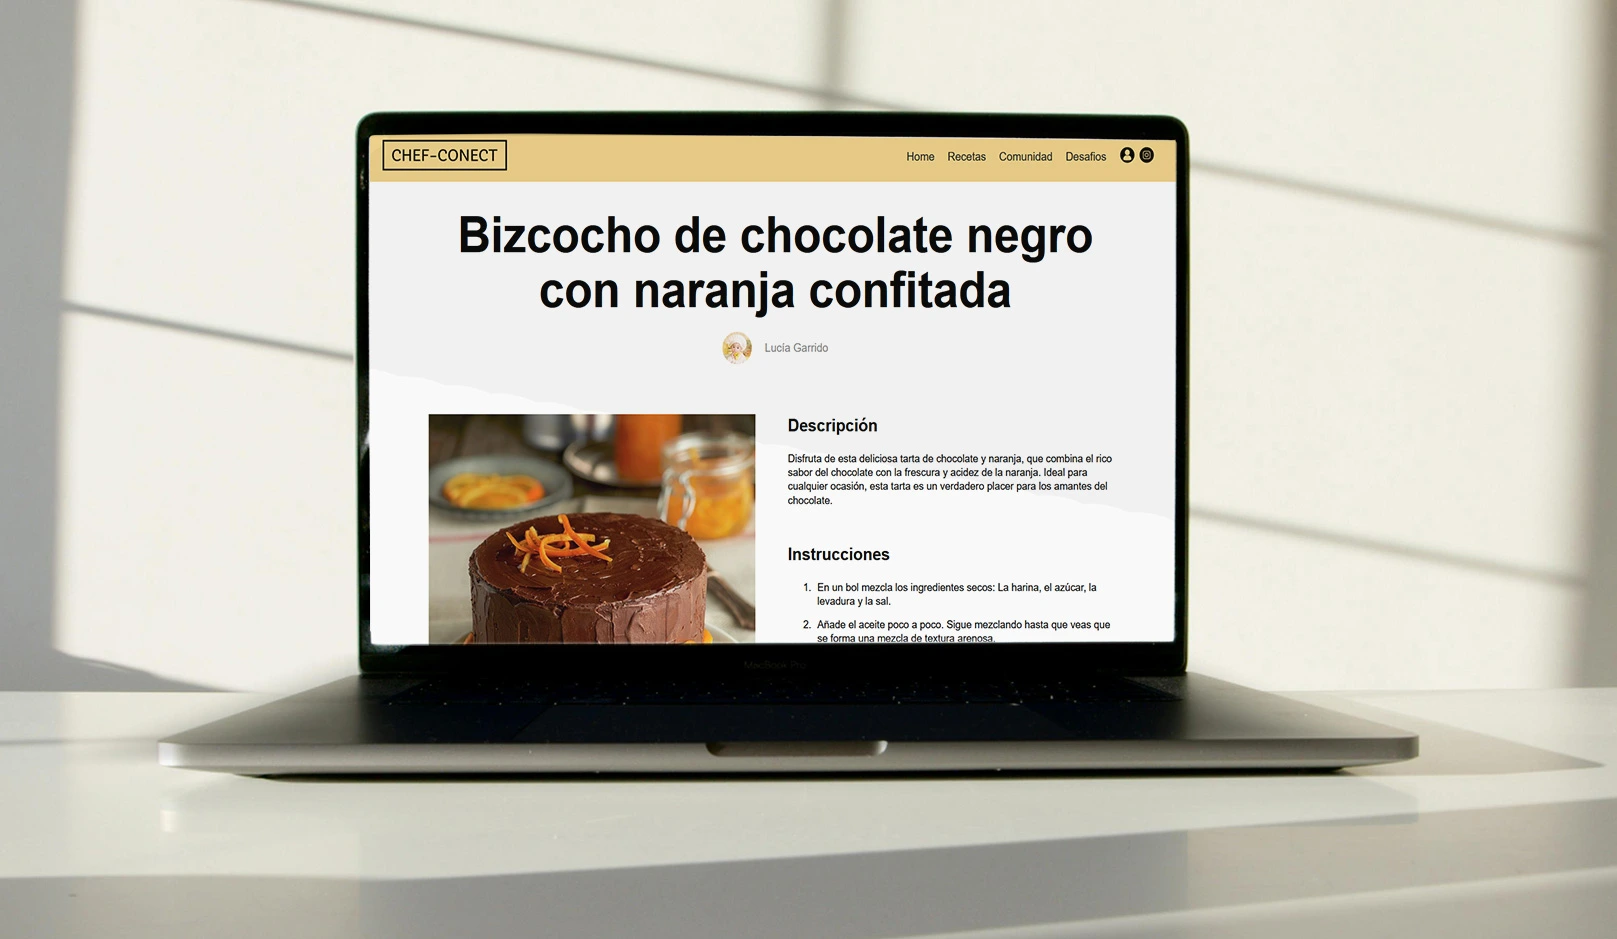 CHEF-CONECT
Home Recetas Comunidad Desafios
Bizcocho de chocolate negro
con naranja confitada
Lucía Garrido
Descripción
Disfruta de esta deliciosa tarta de chocolate y naranja, que combina el rico
sabor del chocolate con la frescura y acidez de la naranja. Ideal para
cualquier ocasión, esta tarta es un verdadero placer para los amantes del
chocolate.
Instrucciones
1. En un bol mezcla los ingredientes secos: La harina, el azúcar, la
levadura y la sal.
2. Añade el aceite poco a poco. Sigue mezclando hasta que veas que
se forma una mezcla de textura arenosa.
MacBook Pro